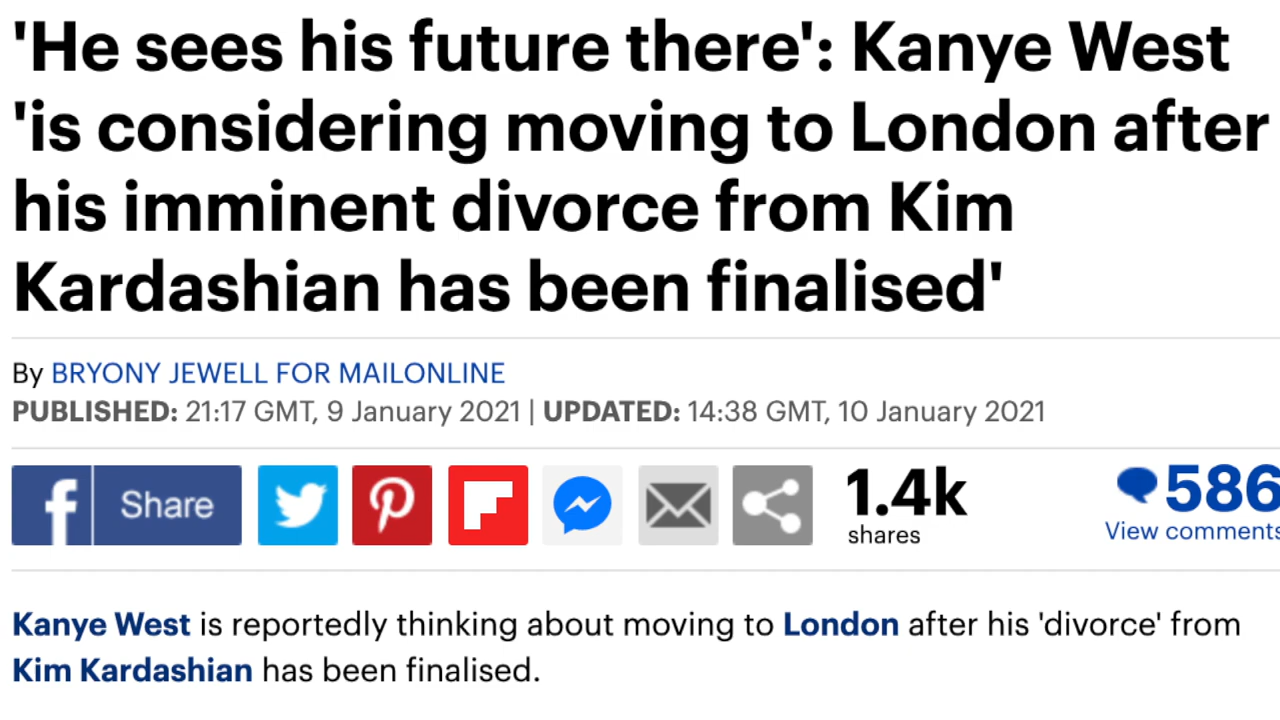 'He sees his future there': Kanye West
'is considering moving to London after
his imminent divorce from Kim
Kardashian has been finalised'
By BRYONY JEWELL FOR MAILONLINE
PUBLISHED: 21:17 GMT, 9 January 2021 | UPDATED: 14:38 GMT, 10 January 2021
Share
1.4k
shares
586
View comments
Kanye West is reportedly thinking about moving to London after his 'divorce' from
Kim Kardashian has been finalised.